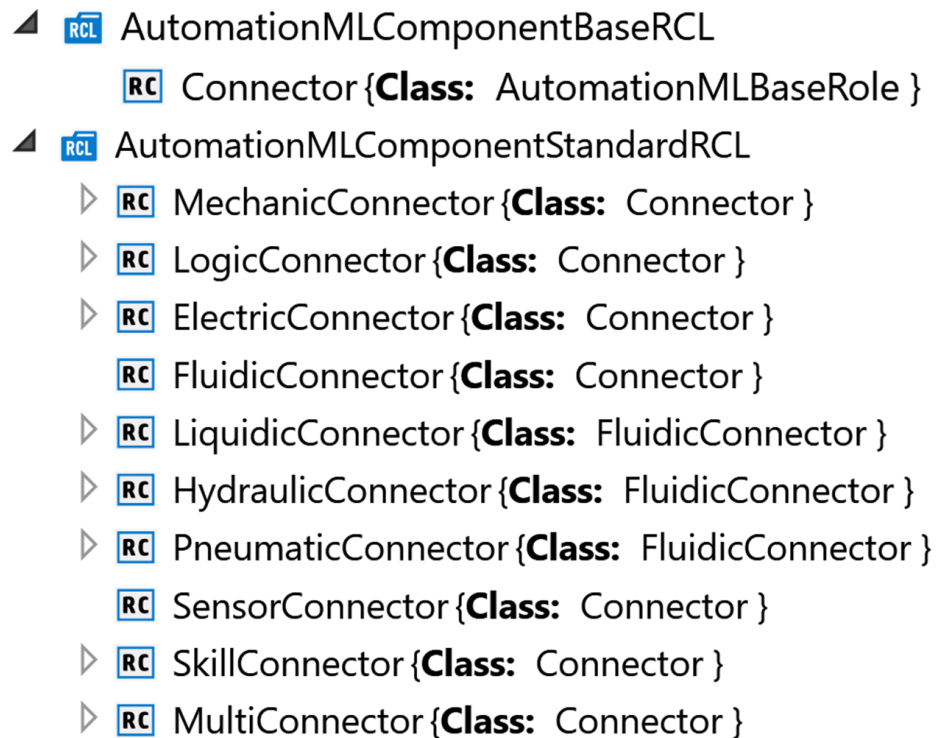 RCL AutomationMLComponentBaseRCL
RC Connector {Class: AutomationMLBaseRole }
RCL AutomationMLComponentStandardRCL
RC MechanicConnector {Class: Connector }
RC LogicConnector {Class: Connector }
RC ElectricConnector {Class: Connector }
RC FluidicConnector {Class: Connector }
RC LiquidicConnector {Class: FluidicConnector }
RC HydraulicConnector {Class: FluidicConnector }
RC PneumaticConnector {Class: FluidicConnector }
RC SensorConnector {Class: Connector }
RC SkillConnector {Class: Connector }
RC MultiConnector {Class: Connector }